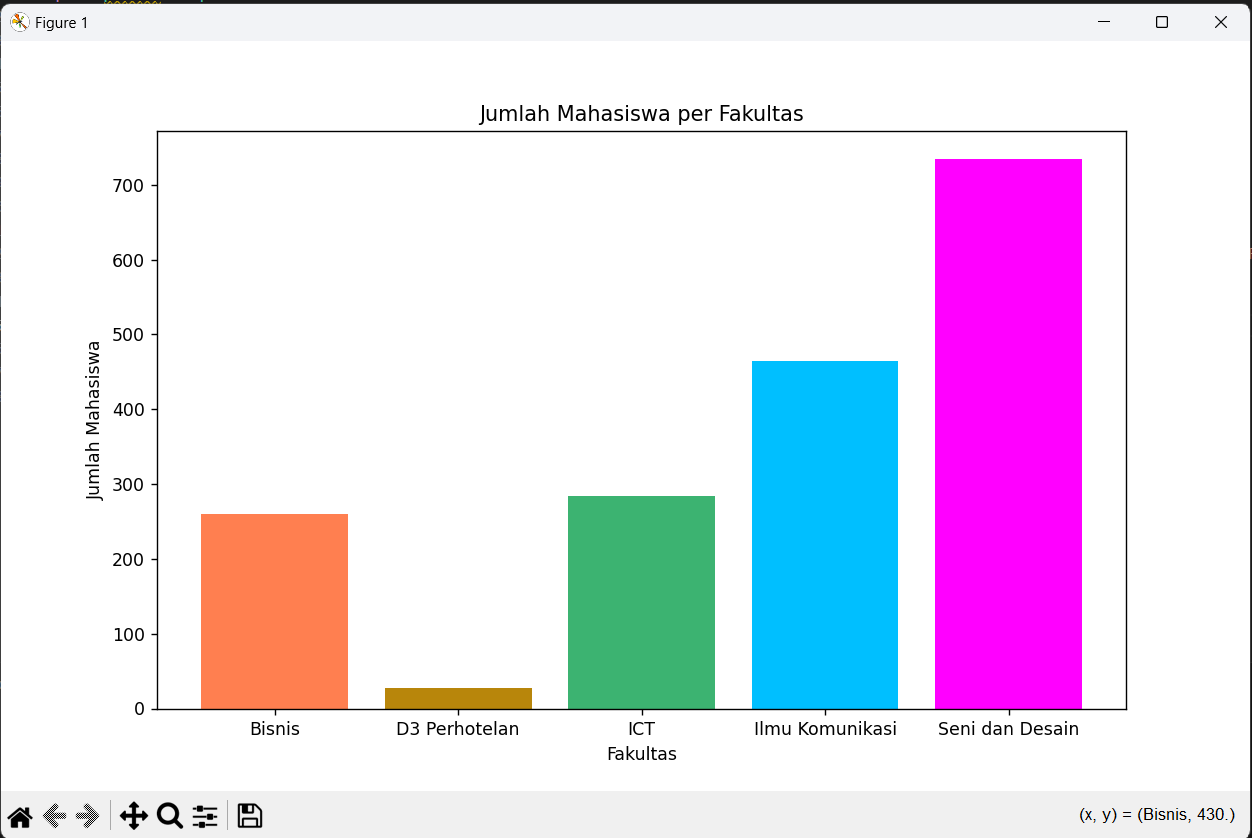 Figure 1
Jumlah Mahasiswa per Fakultas
Jumlah Mahasiswa
700
600
500
400
300
200
100
0
Bisnis D3 Perhotelan ICT Ilmu Komunikasi Seni dan Desain
Fakultas
(x, y) = (Bisnis, 430.)